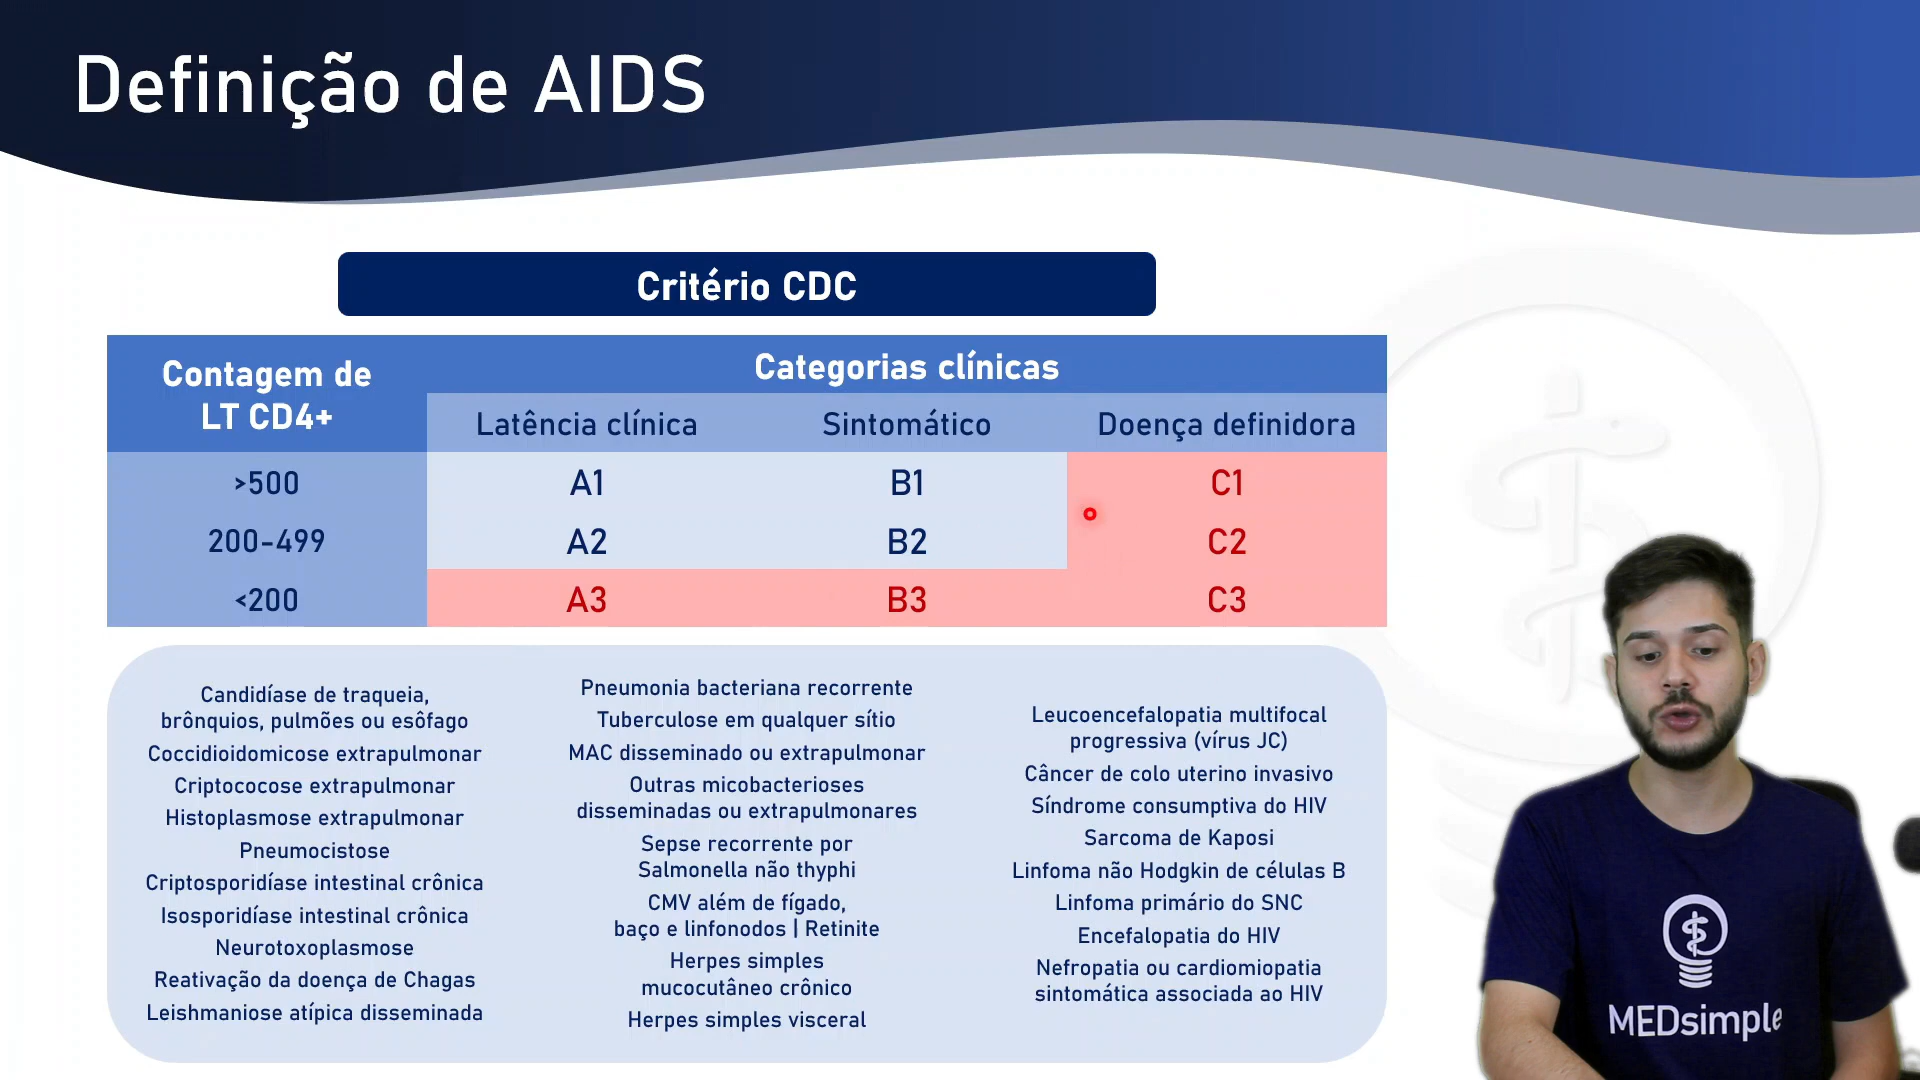 Definição de AIDS
Critério CDC
Contagem de
LT CD4+
Categorias clínicas
Latência clínica
Sintomático
Doença definidora
>500
A1
B1
C1
200-499
A2
B2
C2
<200
A3
B3
C3
Candidíase de traqueia,
brônquios, pulmões ou esôfago
Coccidioidomicose extrapulmonar
Criptococose extrapulmonar
Histoplasmose extrapulmonar
Pneumocistose
Criptosporidíase intestinal crônica
Isosporidíase intestinal crônica
Neurotoxoplasmose
Reativação da doença de Chagas
Leishmaniose atípica disseminada
Pneumonia bacteriana recorrente
Tuberculose em qualquer sítio
MAC disseminado ou extrapulmonar
Outras micobacterioses
disseminadas ou extrapulmonares
Sepse recorrente por
Salmonella não thyphi
CMV além de fígado,
baço e linfonodos | Retinite
Herpes simples
mucocutâneo crônico
Herpes simples visceral
Leucoencefalopatia multifocal
progressiva (vírus JC)
Câncer de colo uterino invasivo
Síndrome consumptiva do HIV
Sarcoma de Kaposi
Linfoma não Hodgkin de células B
Linfoma primário do SNC
Encefalopatia do HIV
Nefropatia ou cardiomiopatia
sintomática associada ao HIV
MEDsimple